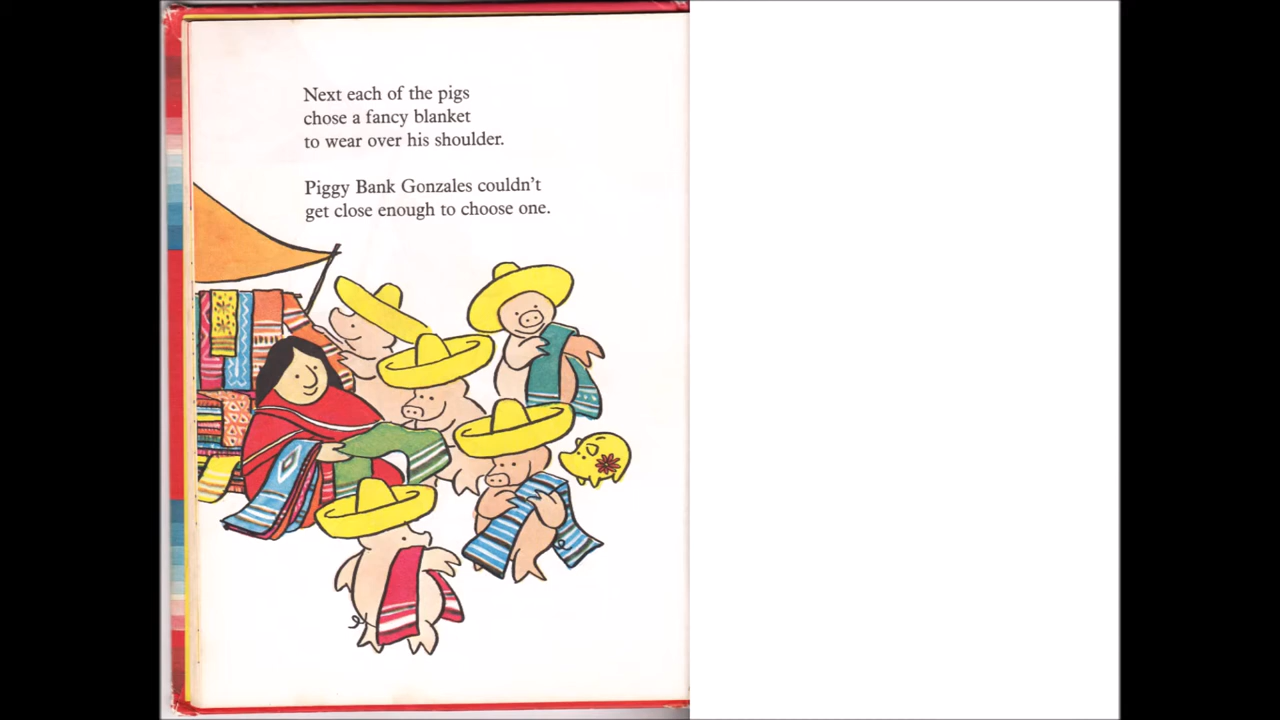 Next each of the pigs
chose a fancy blanket
to wear over his shoulder.
Piggy Bank Gonzales couldn't
get close enough to choose one.